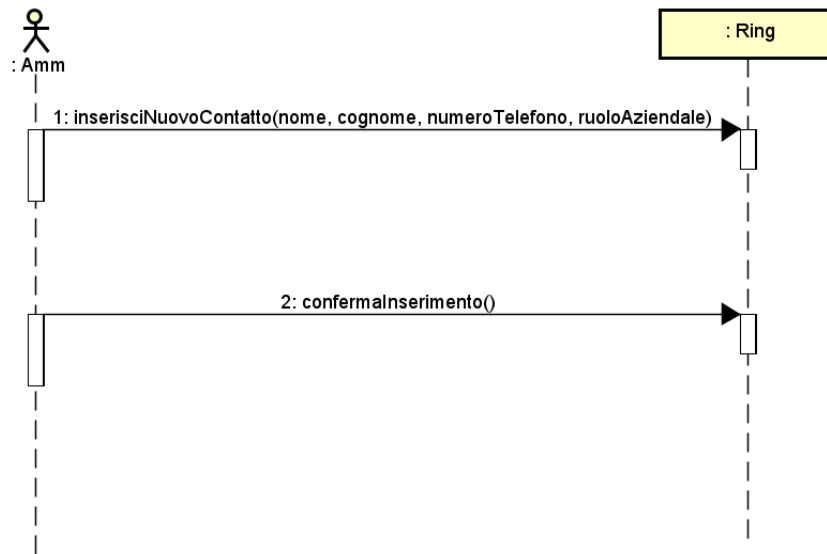 : Amm
: Ring
1: inserisciNuovoContatto(nome, cognome, numeroTelefono, ruoloAziendale)
2: confermaInserimento()